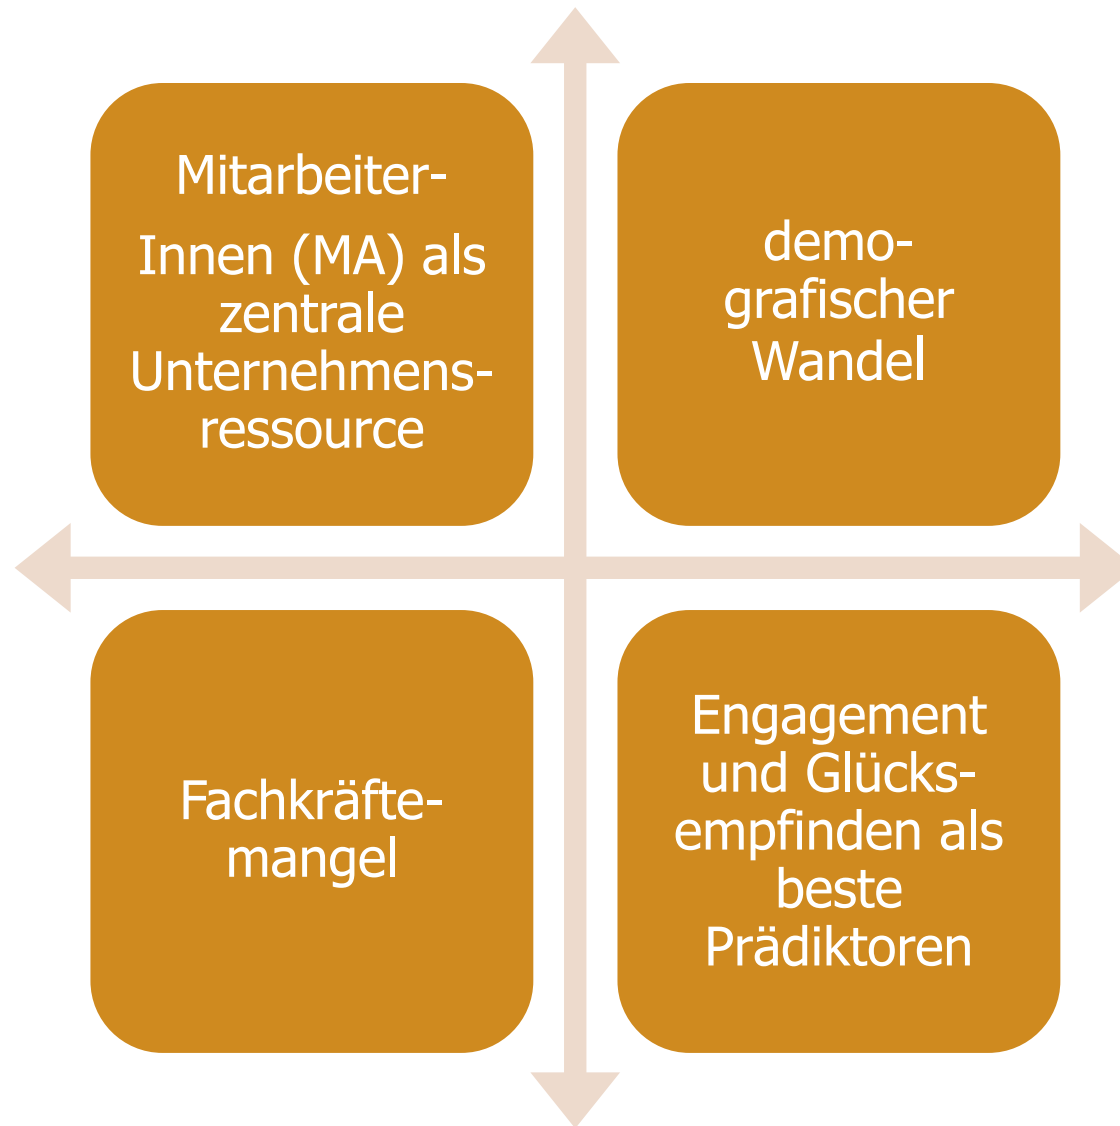 Mitarbeiter-
Innen (MA) als
zentrale
Unternehmens-
ressource
demo-
grafischer
Wandel
Fachkräfte-
mangel
Engagement
und Glücks-
empfinden als
beste
Prädiktoren